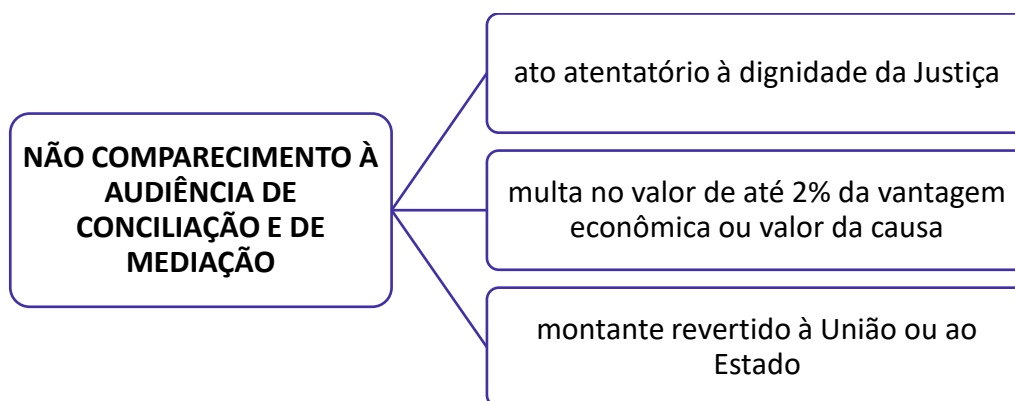 NÃO COMPARECIMENTO À
AUDIÊNCIA DE
CONCILIAÇÃO E DE
MEDIAÇÃO
ato atentatório à dignidade da Justiça
multa no valor de até 2% da vantagem
econômica ou valor da causa
montante revertido à União ou ao
Estado